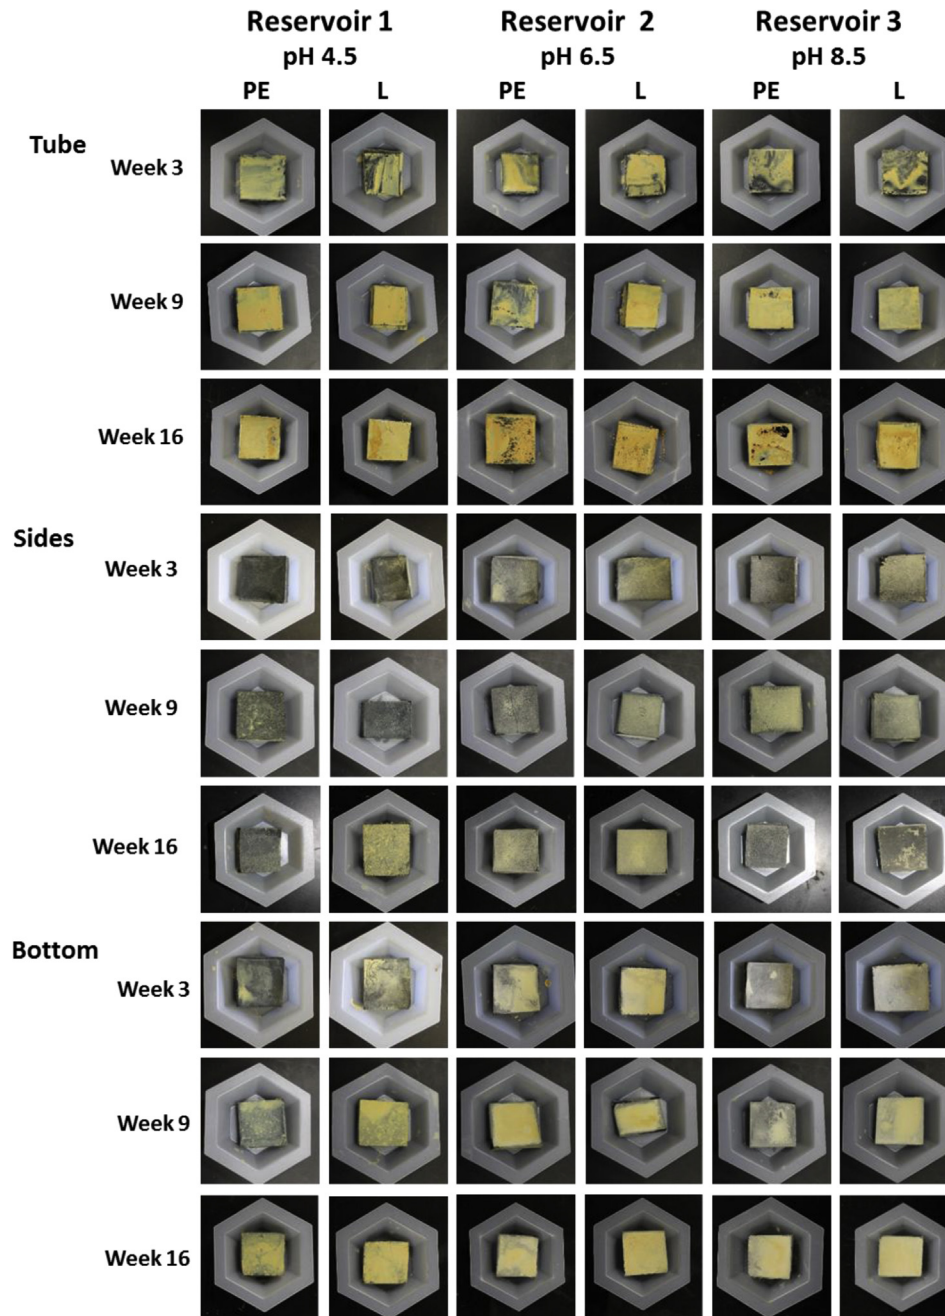 Reservoir 1 Reservoir 2 Reservoir 3
pH 4.5 pH 6.5 pH 8.5
PE L PE L PE L
Tube
Week 3
Week 9
Week 16
Sides
Week 3
Week 9
Week 16
Bottom
Week 3
Week 9
Week 16